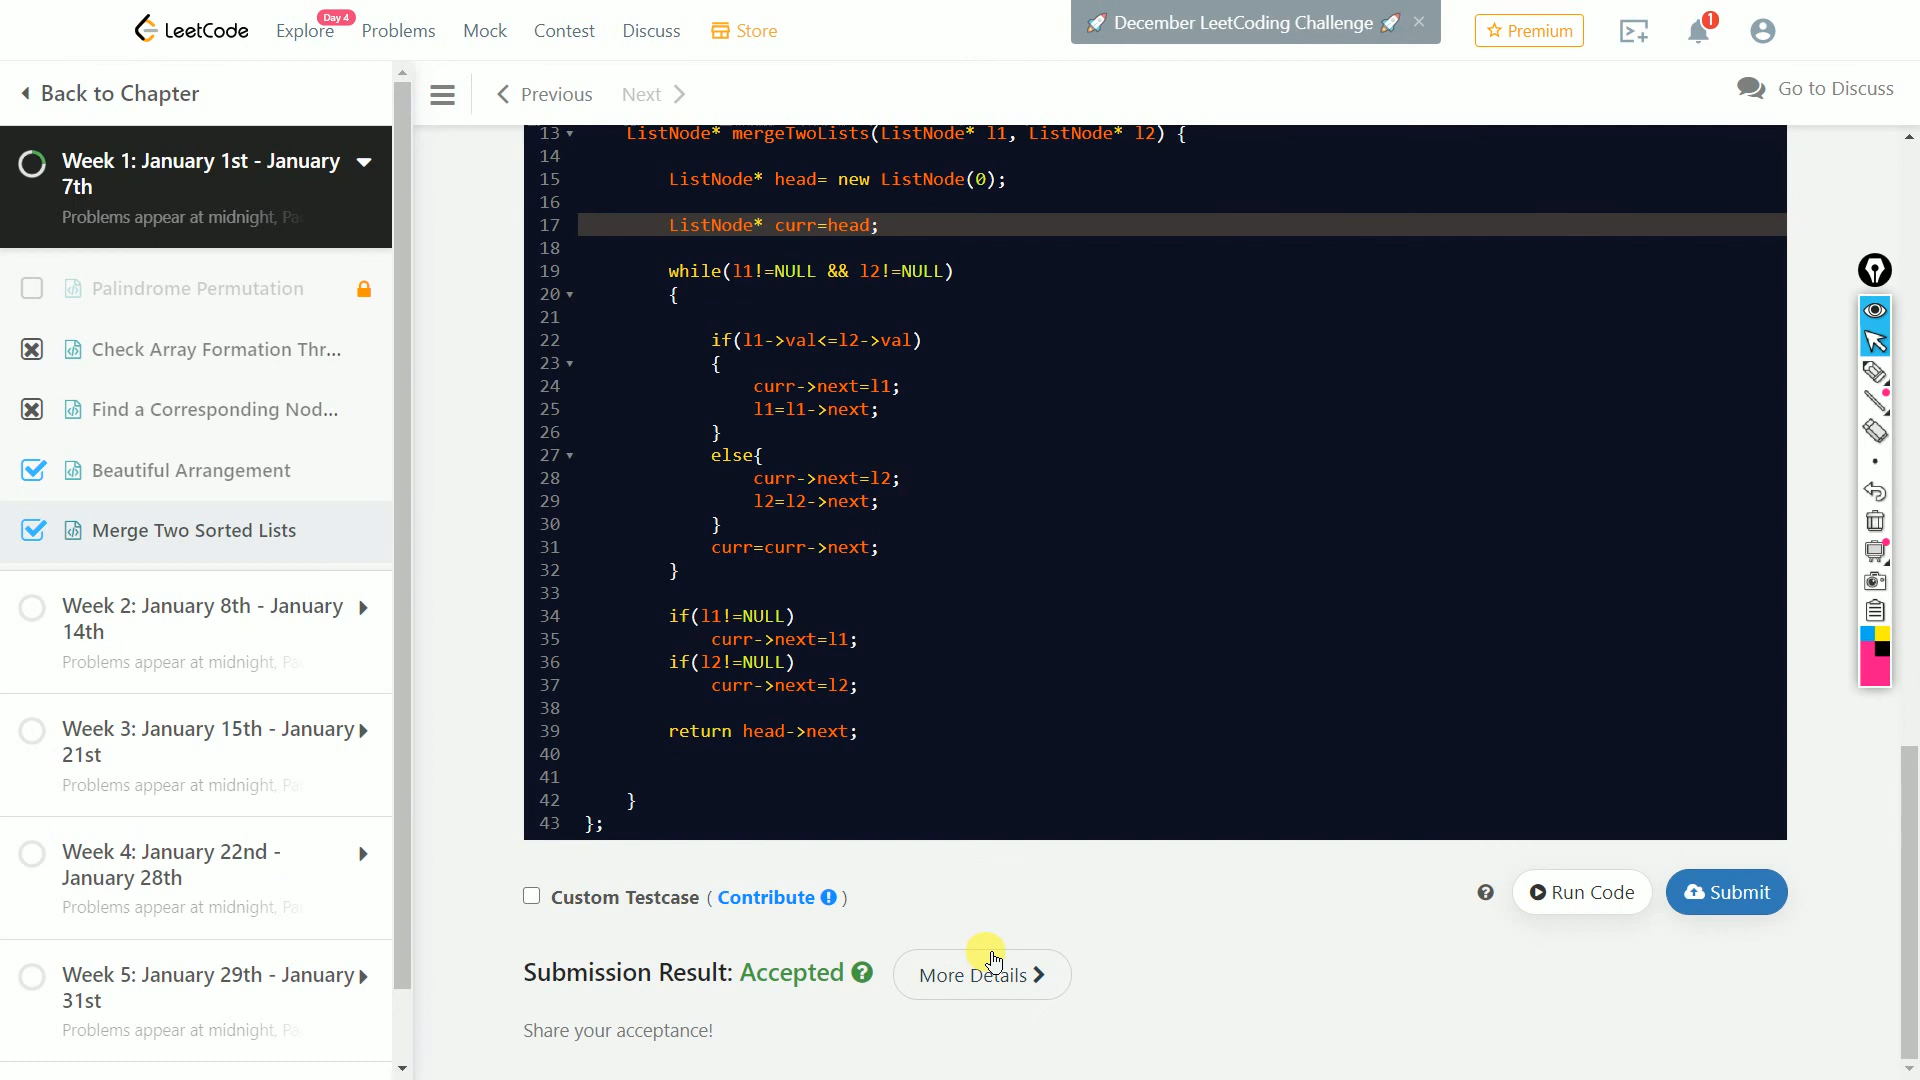 LeetCode
Explore
Day 4
Problems
Mock
Contest
Discuss
Store
🚀 December LeetCoding Challenge 🚀 ×
Premium
1
Back to Chapter
Previous
Next
Go to Discuss
Week 1: January 1st - January
7th
Problems appear at midnight,
Palindrome Permutation
Check Array Formation Thr...
Find a Corresponding Nod...
Beautiful Arrangement
Merge Two Sorted Lists
Week 2: January 8th - January
14th
Problems appear at midnight,
Week 3: January 15th - January
21st
Problems appear at midnight,
Week 4: January 22nd -
January 28th
Problems appear at midnight,
Week 5: January 29th - January
31st
Problems appear at midnight,
13 ListNode* mergeTwoLists(ListNode* l1, ListNode* l2) {
14
15 ListNode* head= new ListNode(0);
16
17 ListNode* curr=head;
18
19 while(l1!=NULL && l2!=NULL)
20 {
21
22 if(l1->val<=l2->val)
23 {
24 curr->next=l1;
25 l1=l1->next;
26 }
27 else{
28 curr->next=l2;
29 l2=l2->next;
30 }
31 curr=curr->next;
32 }
33
34 if(l1!=NULL)
35 curr->next=l1;
36 if(l2!=NULL)
37 curr->next=l2;
38
39 return head->next;
40
41
42 }
43 };
Custom Testcase ( Contribute )
Run Code
Submit
Submission Result: Accepted
More Details
Share your acceptance!